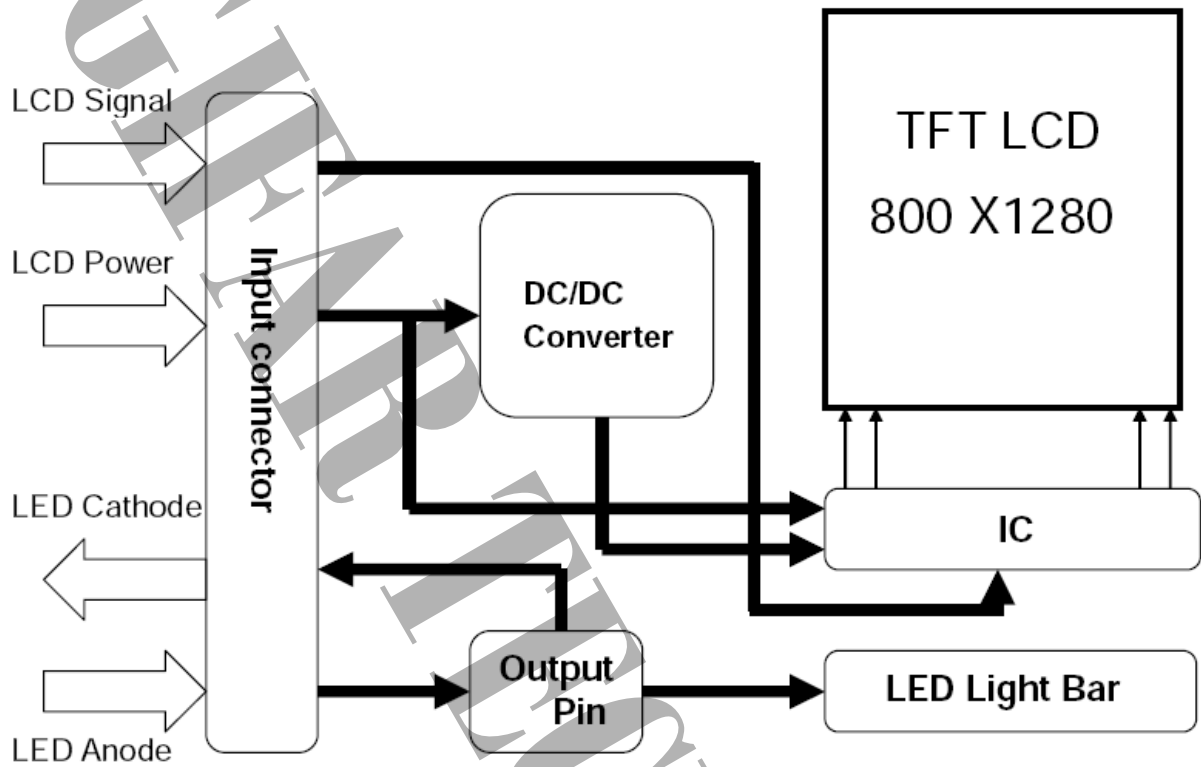 LCD Signal
LCD Power
LED Cathode
LED Anode
Input connector
DC/DC
Converter
TFT LCD
800 X1280
IC
Output
Pin
LED Light Bar